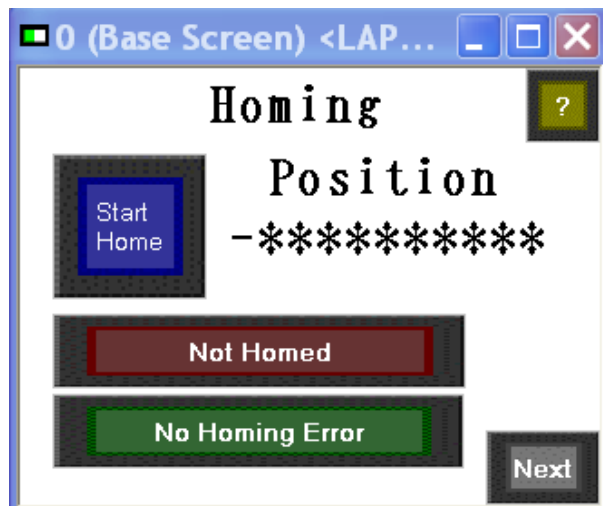 0 (Base Screen) <LAP...
Homing
?
Position
Start
Home
-**********
Not Homed
No Homing Error
Next